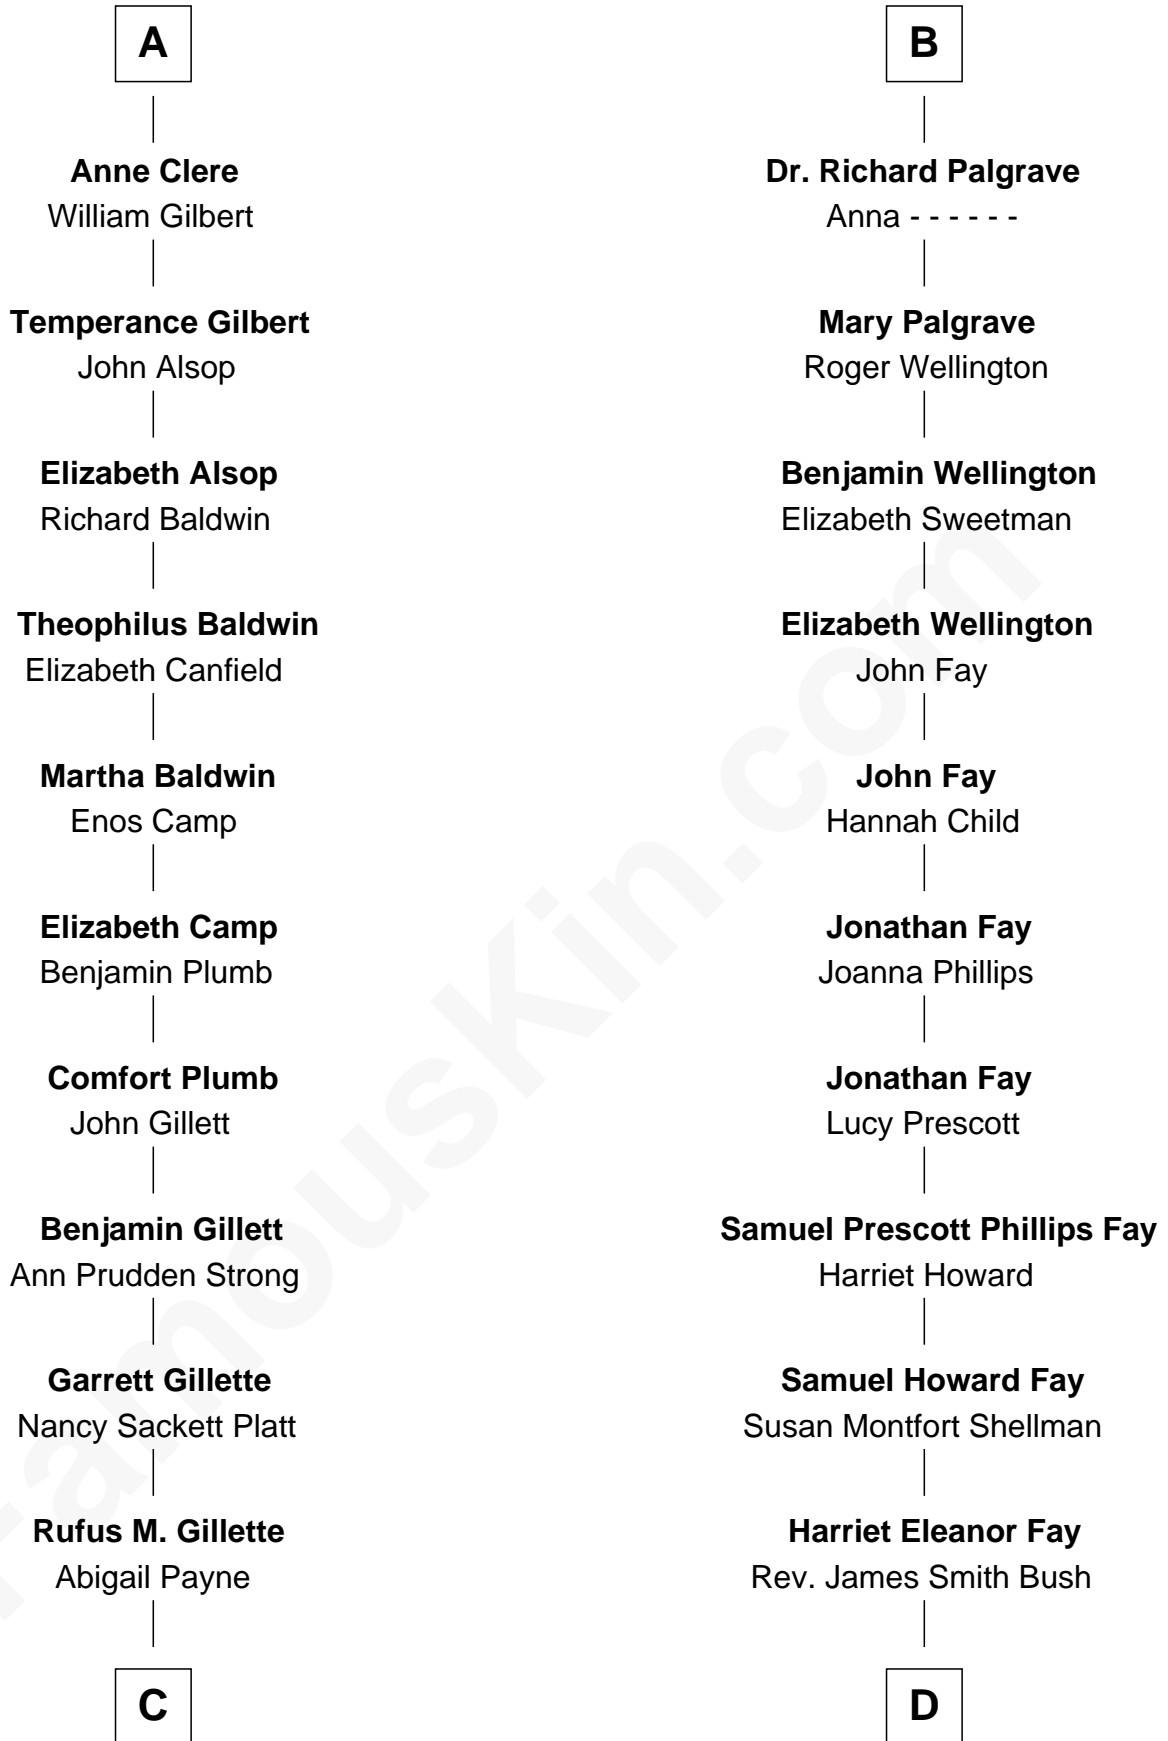 A
Anne Clere
William Gilbert
Temperance Gilbert
John Alsop
Elizabeth Alsop
Richard Baldwin
Theophilus Baldwin
Elizabeth Canfield
Martha Baldwin
Enos Camp
Elizabeth Camp
Benjamin Plumb
Comfort Plumb
John Gillett
Benjamin Gillett
Ann Prudden Strong
Garrett Gillette
Nancy Sackett Platt
Rufus M. Gillette
Abigail Payne
C
B
Dr. Richard Palgrave
Anna - - - - - -
Mary Palgrave
Roger Wellington
Benjamin Wellington
Elizabeth Sweetman
Elizabeth Wellington
John Fay
John Fay
Hannah Child
Jonathan Fay
Joanna Phillips
Jonathan Fay
Lucy Prescott
Samuel Prescott Phillips Fay
Harriet Howard
Samuel Howard Fay
Susan Montfort Shellman
Harriet Eleanor Fay
Rev. James Smith Bush
D
FamousKin.com